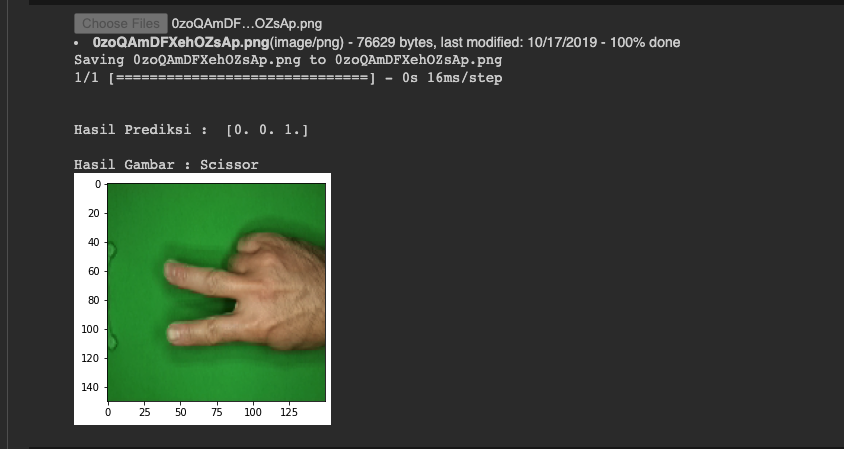 Choose Files 0zoQAmDF…OZsAp.png
• 0zoQAmDFXehOZsAp.png(image/png) - 76629 bytes, last modified: 10/17/2019 - 100% done
Saving 0zoQAmDFXehOZsAp.png to 0zoQAmDFXehOZsAp.png
1/1 [==============================] - 0s 16ms/step
Hasil Prediksi :  [0. 0. 1.]
Hasil Gambar : Scissor
0
20
40
60
80
100
120
140
0 25 50 75 100 125